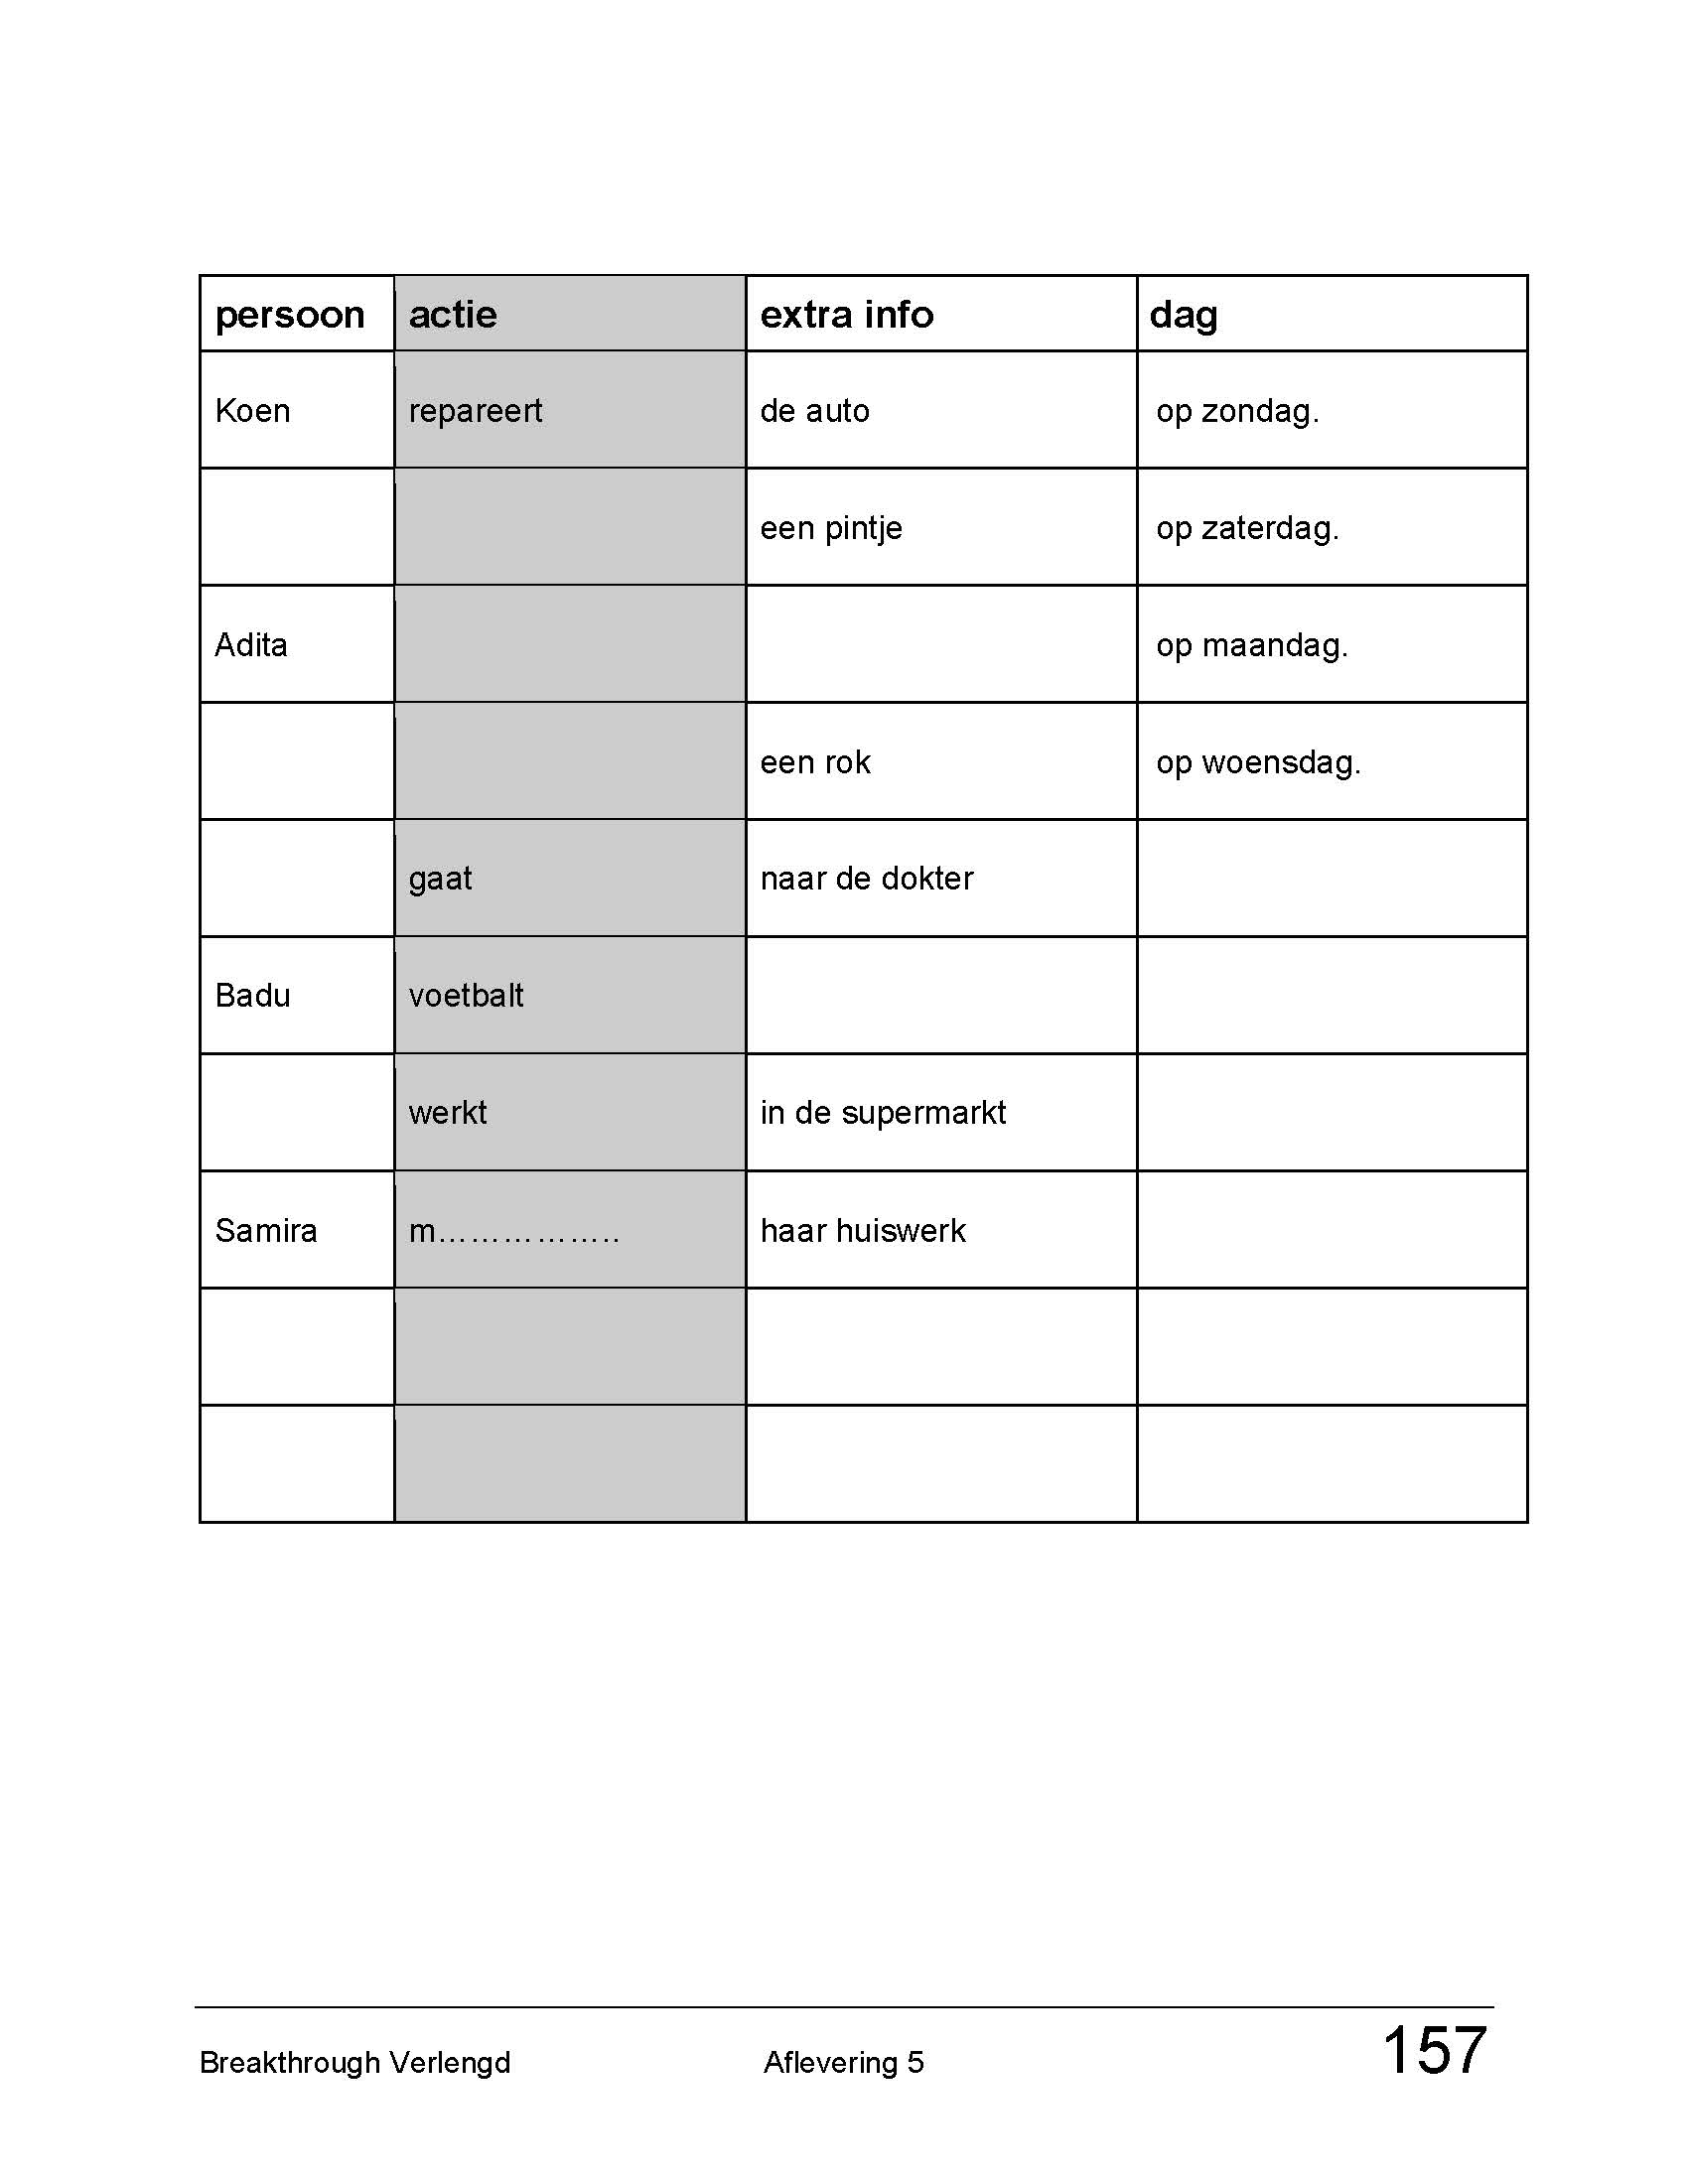 persoon actie extra info dag
Koen repareert de auto op zondag.
een pintje op zaterdag.
Adita op maandag.
een rok op woensdag.
gaat naar de dokter
Badu voetbalt
werkt in de supermarkt
Samira m…………….. haar huiswerk
Breakthrough Verlengd Aflevering 5 157